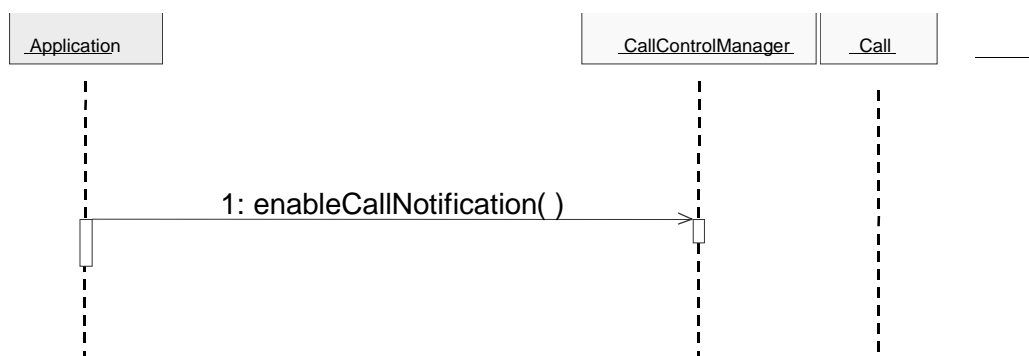 Application
CallControlManager
Call
1: enableCallNotification( )